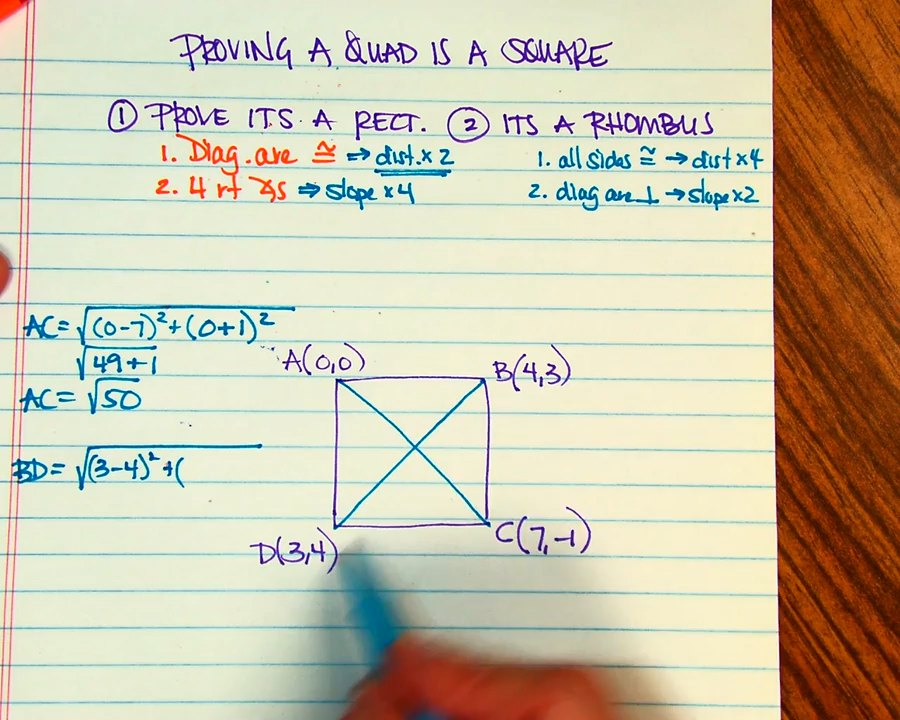 PROVING A QUAD IS A SQUARE
① PROVE ITS A RECT. ② ITS A RHOMBUS
1. Diag. are ≅ ⇒ dist. x 2
2. 4 rt ∡s ⇒ slope x 4
1. all sides ≅ → dist x 4
2. diag are ⊥ → slope x 2
AC = √(0-7)² + (0+1)²
√49+1
AC = √50
BD = √(3-4)² + (
A(0,0)
B(4,3)
D(3,4)
C(7,-1)